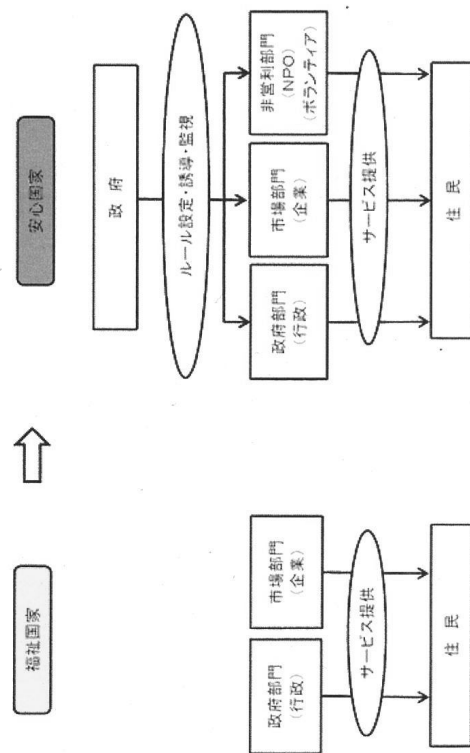 福祉国家
政府部門
(行政)
市場部門
(企業)
サービス提供
住 民
安心国家
政 府
ルール設定・誘導・監視
政府部門
(行政)
市場部門
(企業)
非営利部門
(NPO)
(ボランティア)
サービス提供
住 民